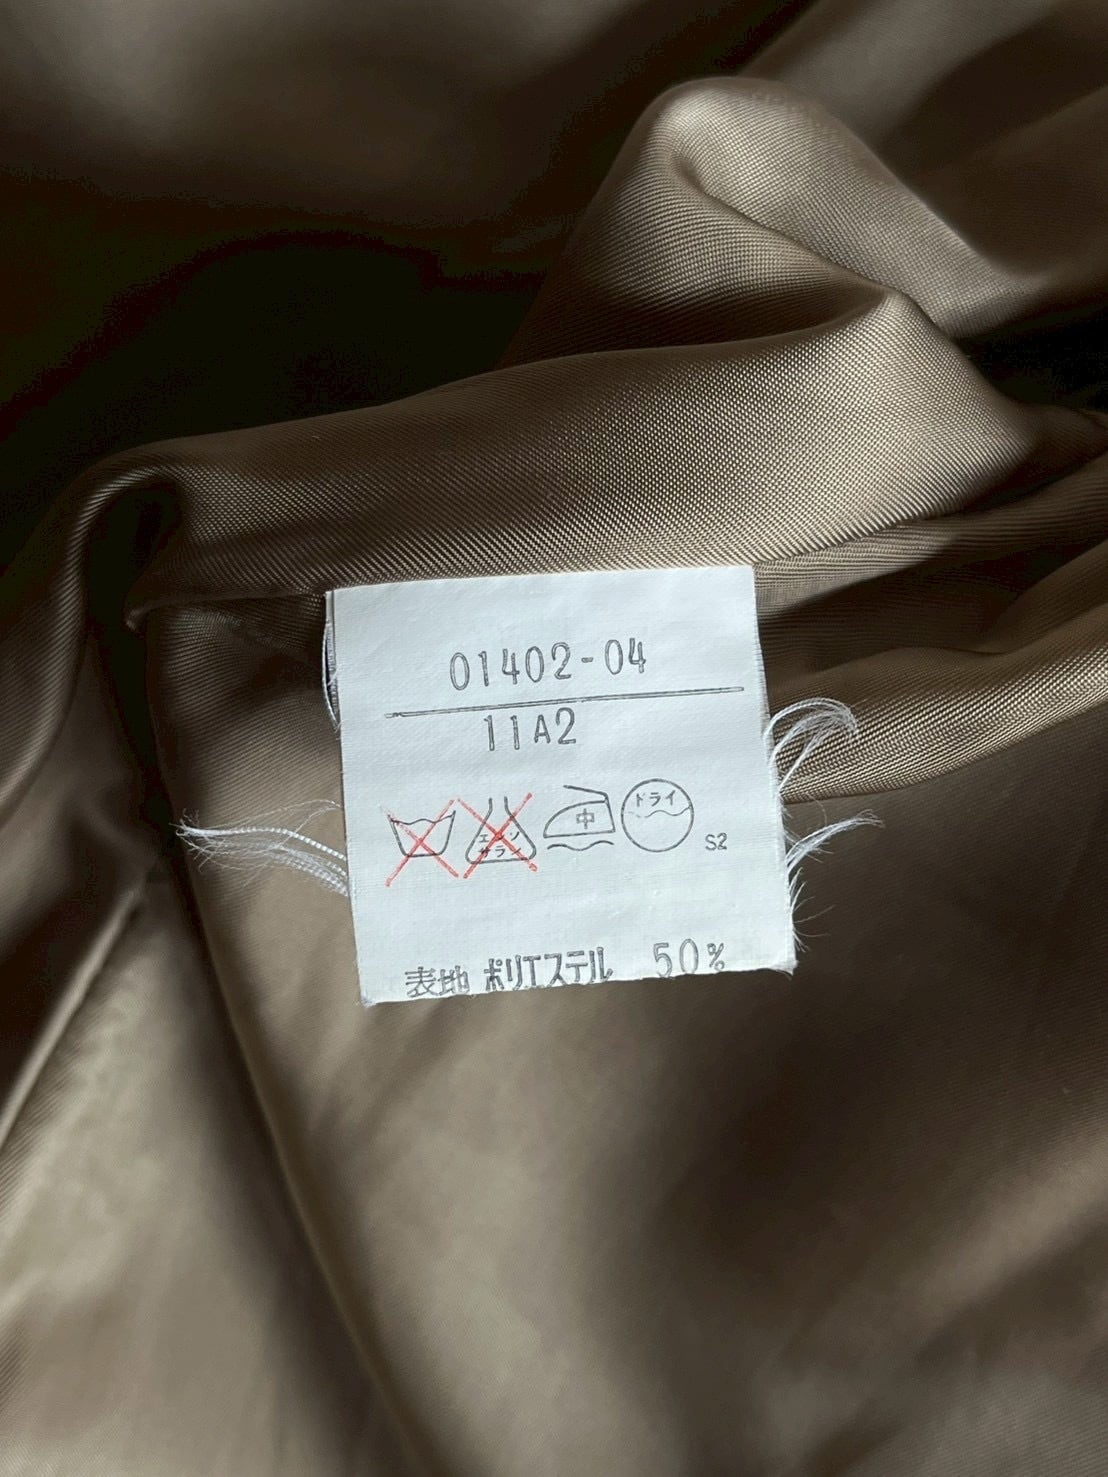 01402-04
11A2
エンソ
サラシ
中
ドライ
S2
表地 ポリエステル 50%